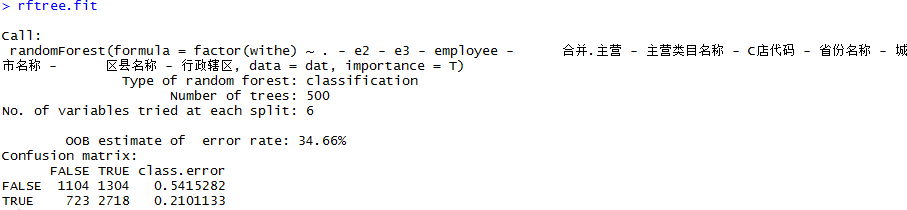 > rftree.fit
Call:
 randomForest(formula = factor(withe) ~ . - e2 - e3 - employee -      合并.主营 - 主营类目名称 - C店代码 - 省份名称 - 城
市名称 -      区县名称 - 行政辖区, data = dat, importance = T)
               Type of random forest: classification
                     Number of trees: 500
No. of variables tried at each split: 6
        OOB estimate of  error rate: 34.66%
Confusion matrix:
      FALSE TRUE class.error
FALSE  1104 1304   0.5415282
TRUE    723 2718   0.2101133